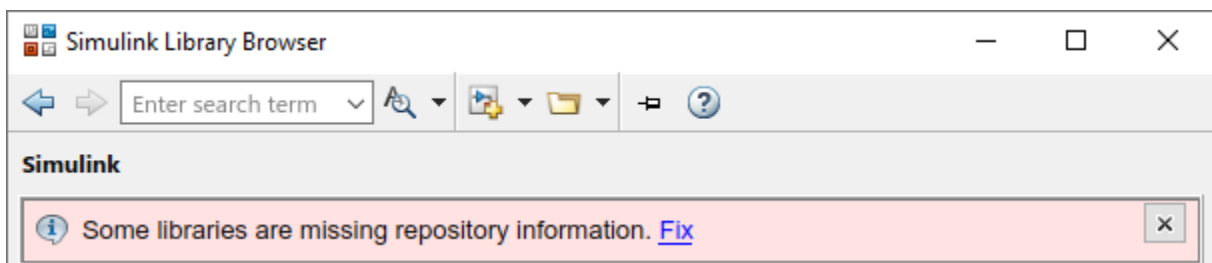 Simulink Library Browser
Enter search term
Simulink
Some libraries are missing repository information. Fix